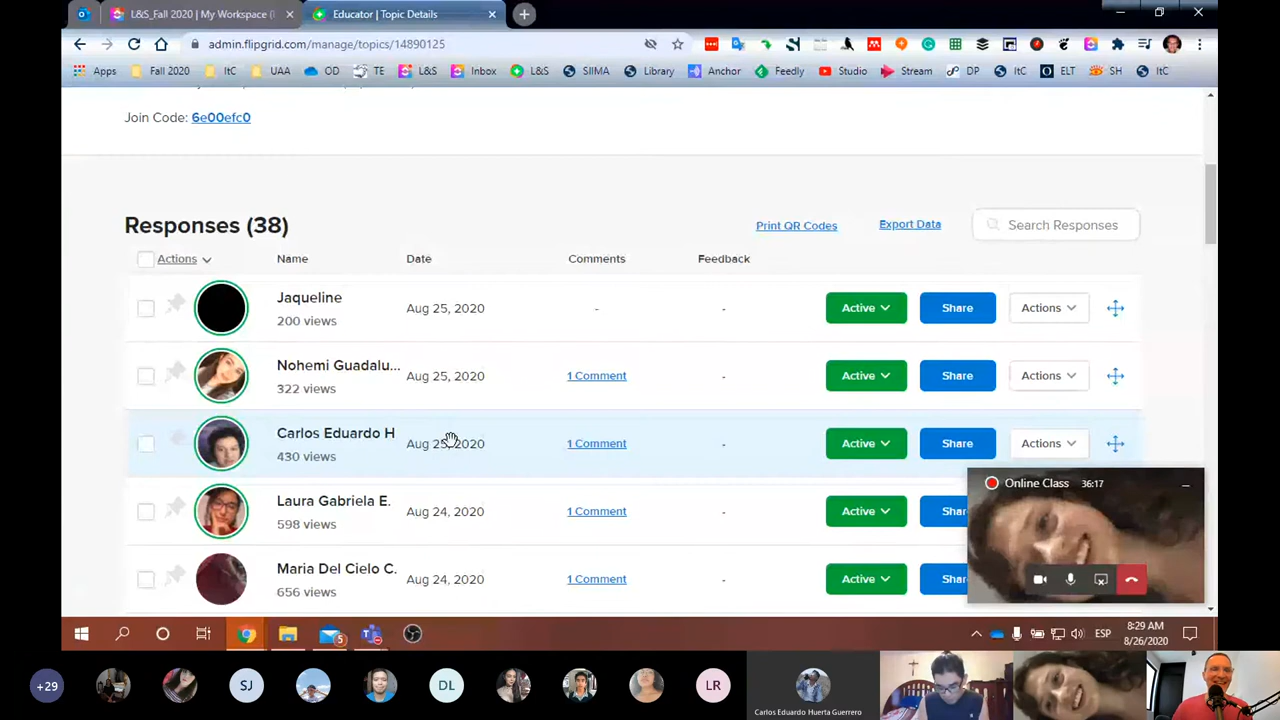 L&S_Fall 2020 | My Workspace (
Educator | Topic Details
admin.flipgrid.com/manage/topics/14890125
Apps Fall 2020 ItC UAA OD TE L&S Inbox L&S SIIMA Library Anchor Feedly Studio Stream DP ItC ELT SH ItC
Join Code: 6e00efc0
Responses (38)
Print QR Codes
Export Data
Search Responses
Actions Name Date Comments Feedback
Jaqueline
200 views
Aug 25, 2020 - - Active Share Actions
Nohemi Guadalu...
322 views
Aug 25, 2020 1 Comment - Active Share Actions
Carlos Eduardo H
430 views
Aug 25, 2020 1 Comment - Active Share Actions
Laura Gabriela E.
598 views
Aug 24, 2020 1 Comment - Active Shar
Maria Del Cielo C.
656 views
Aug 24, 2020 1 Comment - Active Shar
Online Class 36:17
5
ESP
8:29 AM
8/26/2020
+29
SJ
DL
LR
Carlos Eduardo Huerta Guerrero